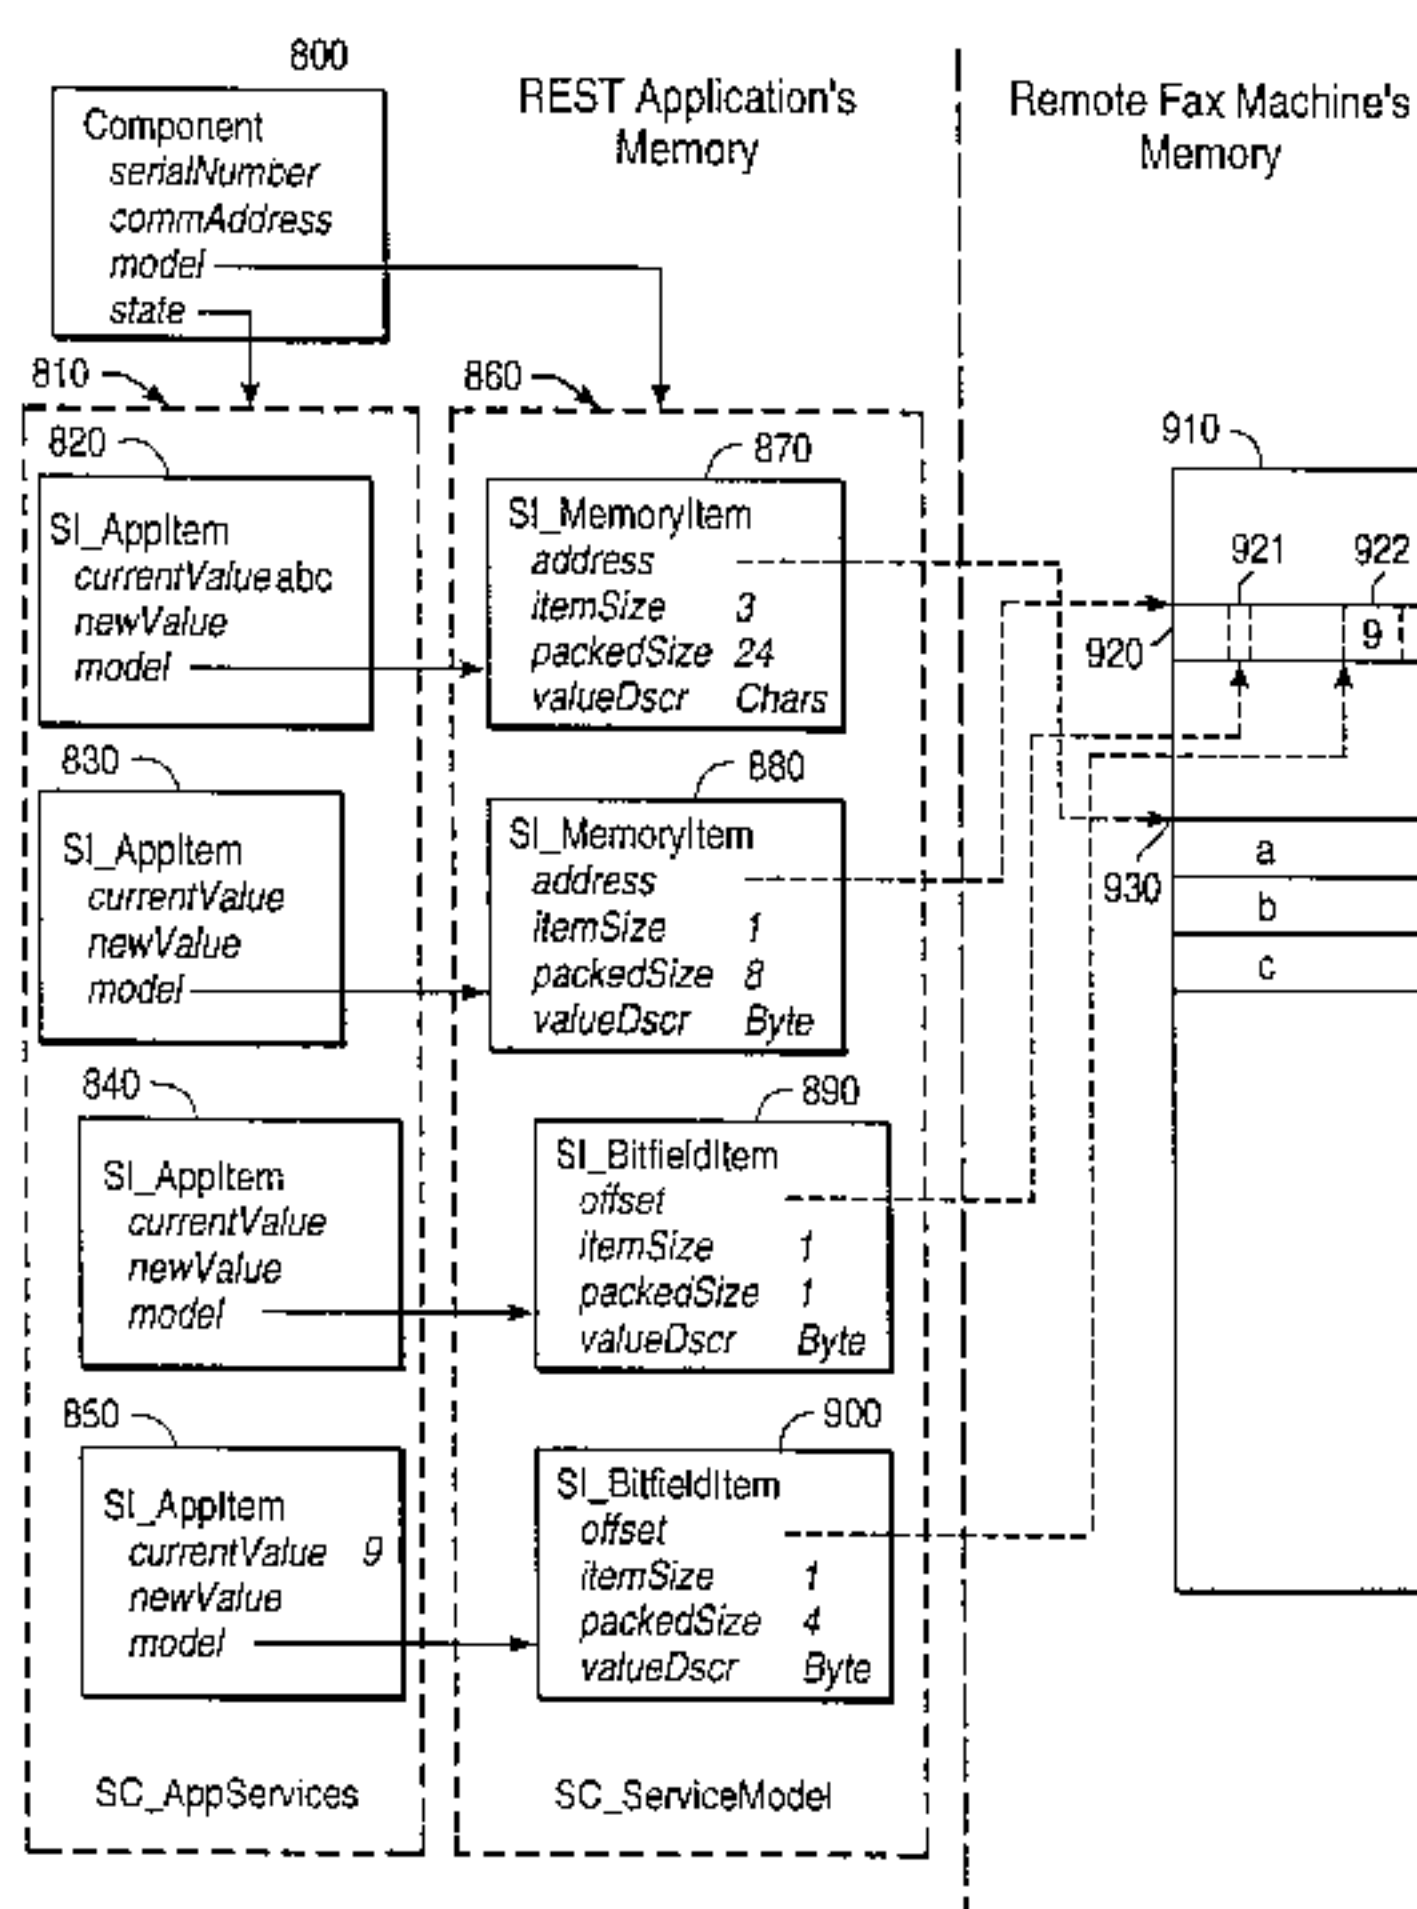 800
REST Application's
Memory
Remote Fax Machine's
Memory
Component
serialNumber
commAddress
model
state
810
860
820
SI_AppItem
currentValue abc
newValue
model
870
SI_MemoryItem
address
itemSize 3
packedSize 24
valueDscr Chars
830
SI_AppItem
currentValue
newValue
model
880
SI_MemoryItem
address
itemSize 1
packedSize 8
valueDscr Byte
840
SI_AppItem
currentValue
newValue
model
890
SI_BitfieldItem
offset
itemSize 1
packedSize 1
valueDscr Byte
850
SI_AppItem
currentValue 9
newValue
model
900
SI_BitfieldItem
offset
itemSize 1
packedSize 4
valueDscr Byte
SC_AppServices
SC_ServiceModel
910
921
922
920
9
930
a
b
c